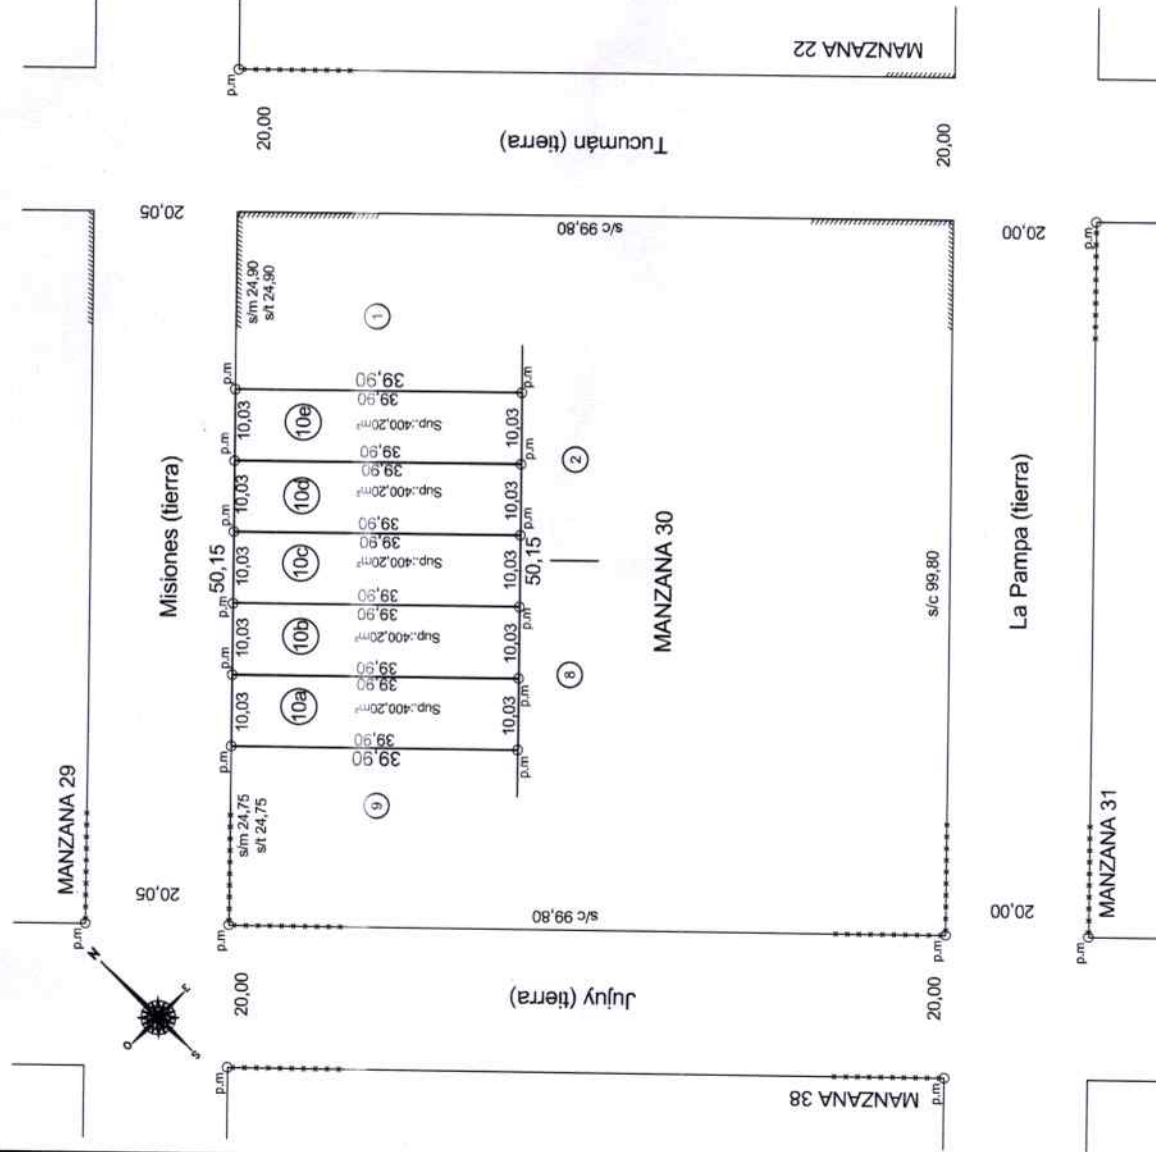 MANZANA 22
p.m
20,00
Tucumán (tierra)
20,00
20,05
s/c 99,80
20,00
p.m
s/m 24,90
s/t 24,90
1
p.m
39,90
p.m
10,03
10e
39,90
Sup.:400,20m²
39,90
10,03
p.m
10,03
10d
39,90
Sup.:400,20m²
39,90
10,03
2
p.m
10,03
10c
39,90
Sup.:400,20m²
39,90
10,03
p.m
p.m
10,03
10b
39,90
Sup.:400,20m²
39,90
10,03
p.m
p.m
10,03
10a
39,90
Sup.:400,20m²
39,90
10,03
p.m
p.m
39,90
p.m
Misiones (tierra)
50,15
50,15
MANZANA 30
8
9
s/m 24,75
s/t 24,75
s/c 99,80
La Pampa (tierra)
MANZANA 29
20,05
p.m
N
E
S
O
p.m
s/c 99,80
p.m
20,00
MANZANA 31
p.m
20,00
Jujuy (tierra)
20,00
p.m
MANZANA 38
p.m